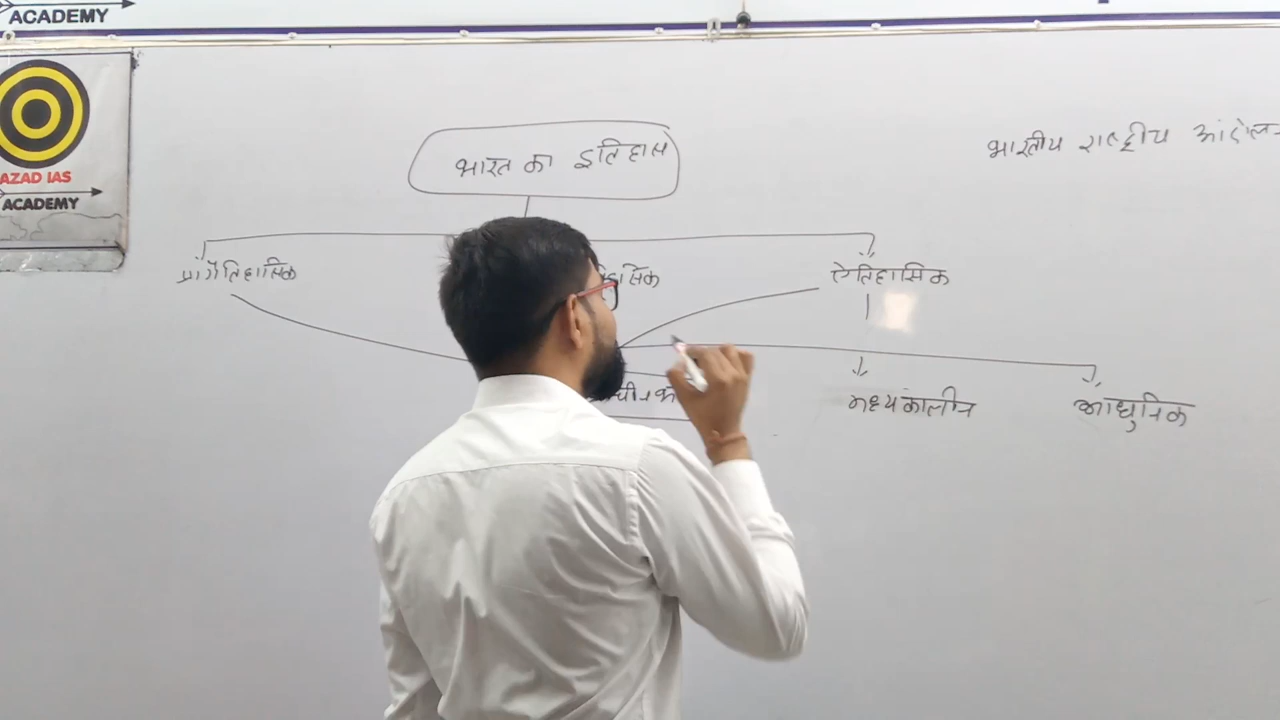 ACADEMY
AZAD IAS
ACADEMY
भारत का इतिहास
भारतीय राष्ट्रीय
प्रागैतिहासिक
ऐतिहासिक
मध्यकालीन
आधुनिक